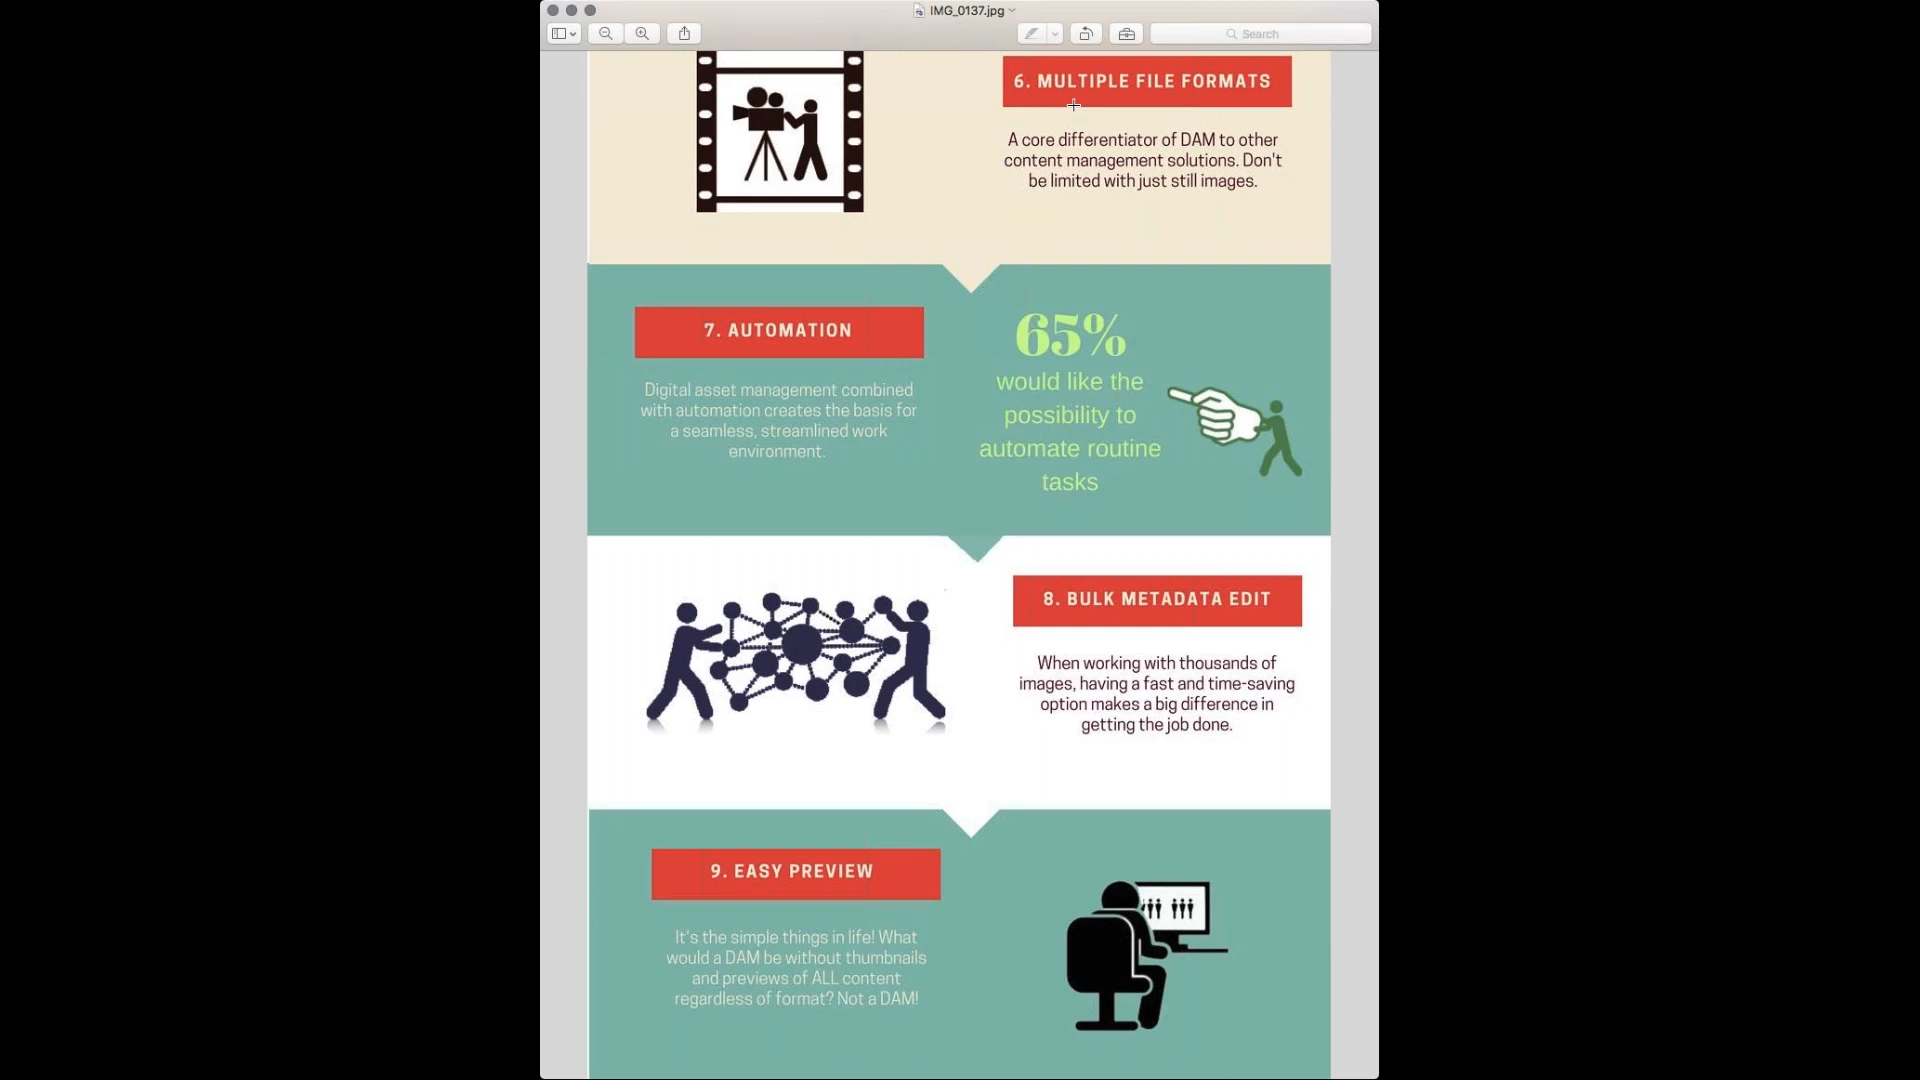 IMG_0137.jpg
Search
6. MULTIPLE FILE FORMATS
A core differentiator of DAM to other
content management solutions. Don't
be limited with just still images.
7. AUTOMATION
Digital asset management combined
with automation creates the basis for
a seamless, streamlined work
environment.
65%
would like the
possibility to
automate routine
tasks
8. BULK METADATA EDIT
When working with thousands of
images, having a fast and time-saving
option makes a big difference in
getting the job done.
9. EASY PREVIEW
It's the simple things in life! What
would a DAM be without thumbnails
and previews of ALL content
regardless of format? Not a DAM!